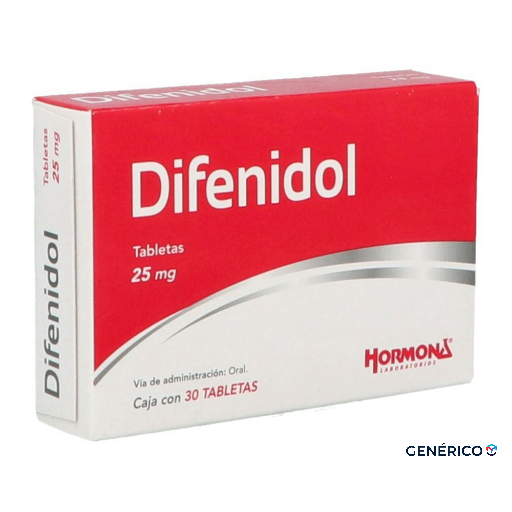 Difenidol
Difenidol
Tabletas
25 mg
Vía de administración: Oral.
Caja con 30 TABLETAS
HORMONA
LABORATORIOS
Difenidol
Tabletas
25 mg
GENÉRICO